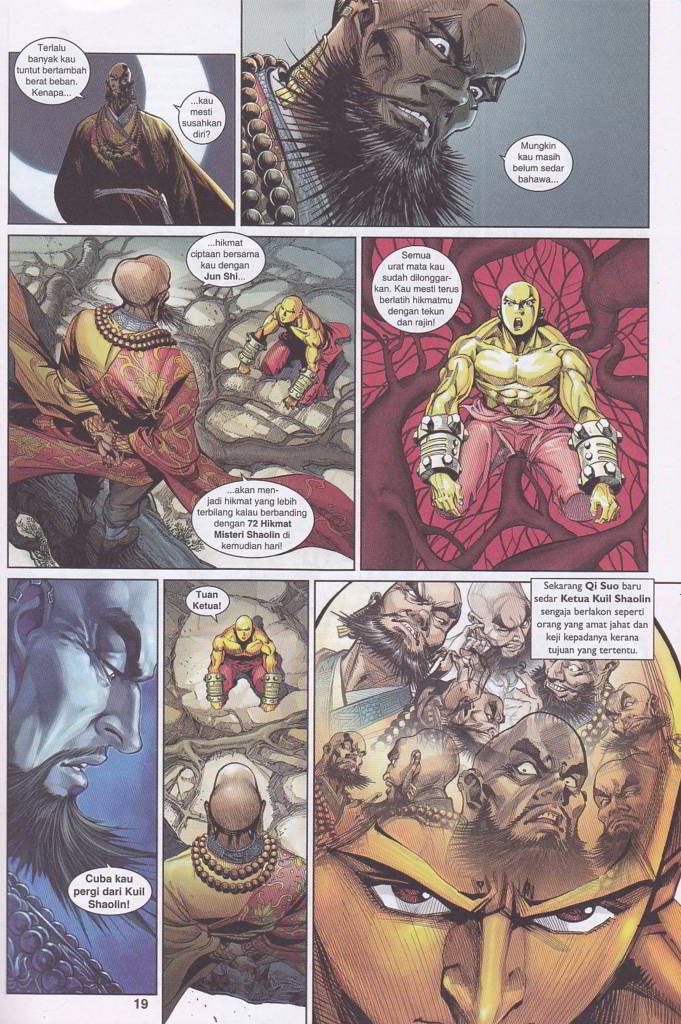 Terlalu
banyak kau
tuntut bertambah
berat beban.
Kenapa...
...kau
mesti
susahkan
diri?
Mungkin
kau masih
belum sedar
bahawa...
...hikmat
ciptaan bersama
kau dengan
Jun Shi...
...akan men-
jadi hikmat yang lebih
terbilang kalau berbanding
dengan 72 Hikmat
Misteri Shaolin di
kemudian hari!
Semua
urat mata kau
sudah dilonggar-
kan. Kau mesti terus
berlatih hikmatmu
dengan tekun
dan rajin!
Cuba kau
pergi dari Kuil
Shaolin!
Tuan
Ketua!
Sekarang Qi Suo baru
sedar Ketua Kuil Shaolin
sengaja berlakon seperti
orang yang amat jahat dan
keji kepadanya kerana
tujuan yang tertentu.
19